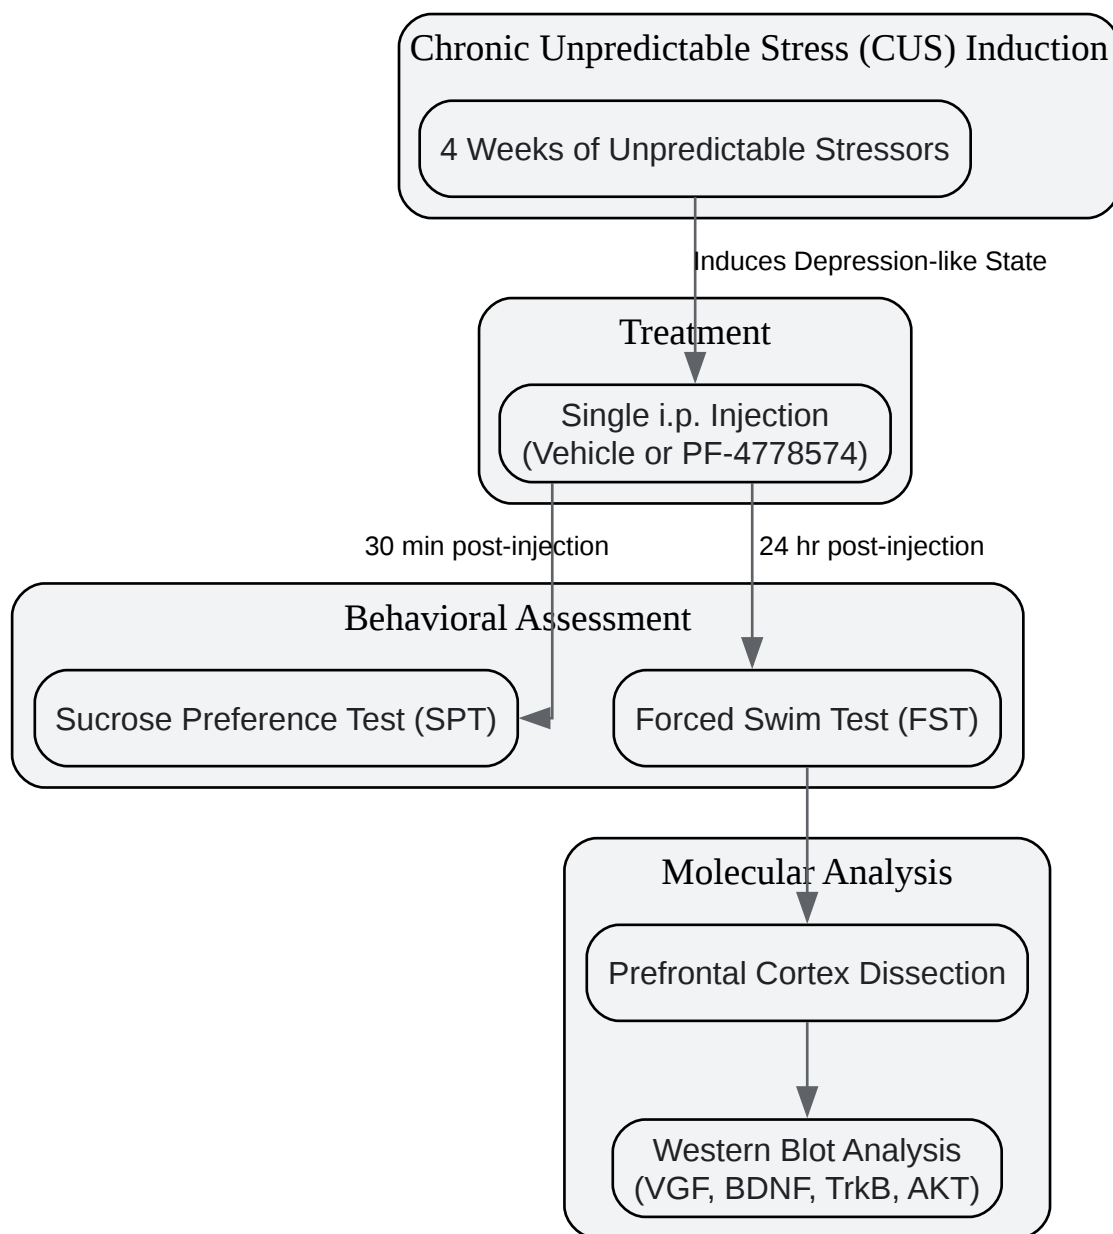 Chronic Unpredictable Stress (CUS) Induction
4 Weeks of Unpredictable Stressors
Induces Depression-like State
Treatment
Single i.p. Injection
(Vehicle or PF-4778574)
30 min post-injection
24 hr post-injection
Behavioral Assessment
Sucrose Preference Test (SPT)
Forced Swim Test (FST)
Molecular Analysis
Prefrontal Cortex Dissection
Western Blot Analysis
(VGF, BDNF, TrkB, AKT)